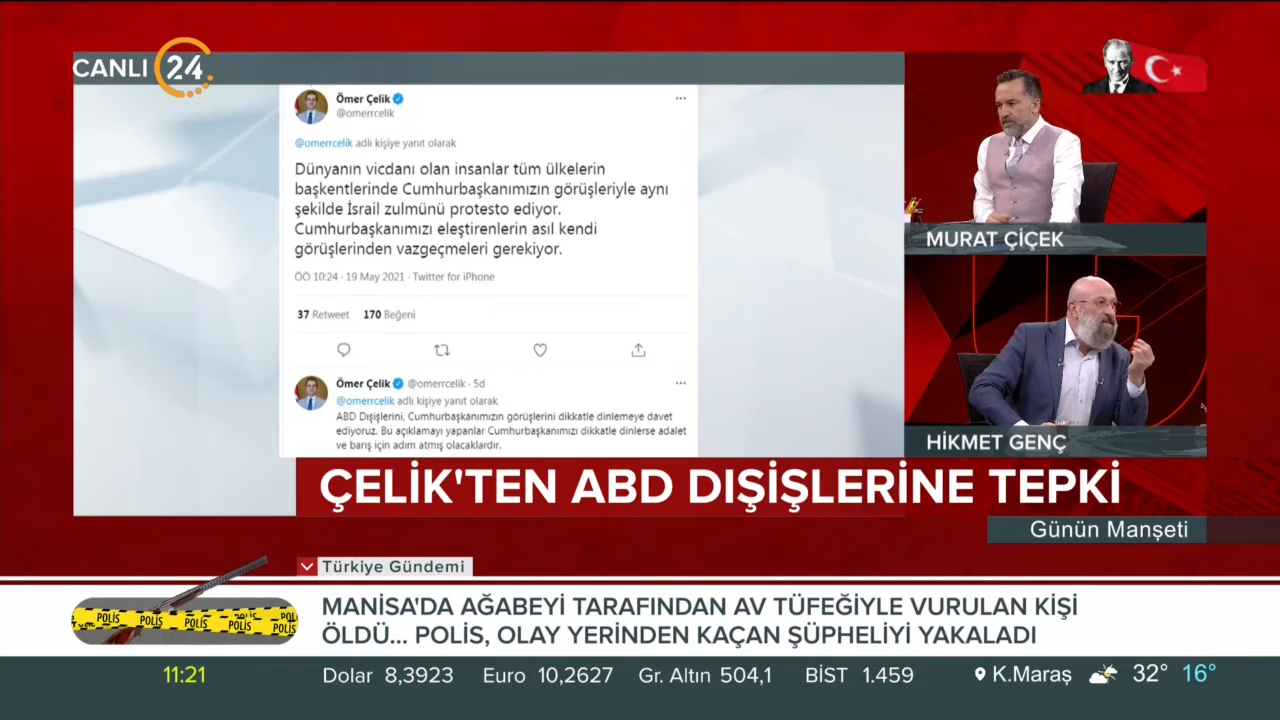 CANLI 24
Ömer Çelik
@omerrcelik
@omerrcelik adlı kişiye yanıt olarak
Dünyanın vicdanı olan insanlar tüm ülkelerin
başkentlerinde Cumhurbaşkanımızın görüşleriyle aynı
şekilde İsrail zulmünü protesto ediyor.
Cumhurbaşkanımızı eleştirenlerin asıl kendi
görüşlerinden vazgeçmeleri gerekiyor.
ÖÖ 10:24 · 19 May 2021 · Twitter for iPhone
37 Retweet 170 Beğeni
Ömer Çelik @omerrcelik · 5d
@omerrcelik adlı kişiye yanıt olarak
ABD Dışişlerini, Cumhurbaşkanımızın görüşlerini dikkatle dinlemeye davet
ediyoruz. Bu açıklamayı yapanlar Cumhurbaşkanımızı dikkatle dinlerse adalet
ve barış için adım atmış olacaklardır.
MURAT ÇİÇEK
HİKMET GENÇ
ÇELİK'TEN ABD DIŞİŞLERİNE TEPKİ
Günün Manşeti
Türkiye Gündemi
POLİS POLİS POLİS POLİS POLİS
MANİSA'DA AĞABEYİ TARAFINDAN AV TÜFEĞİYLE VURULAN KİŞİ
ÖLDÜ... POLİS, OLAY YERİNDEN KAÇAN ŞÜPHELİYİ YAKALADI
11:21 Dolar 8,3923 Euro 10,2627 Gr. Altın 504,1 BİST 1.459 K.Maraş 32° 16°